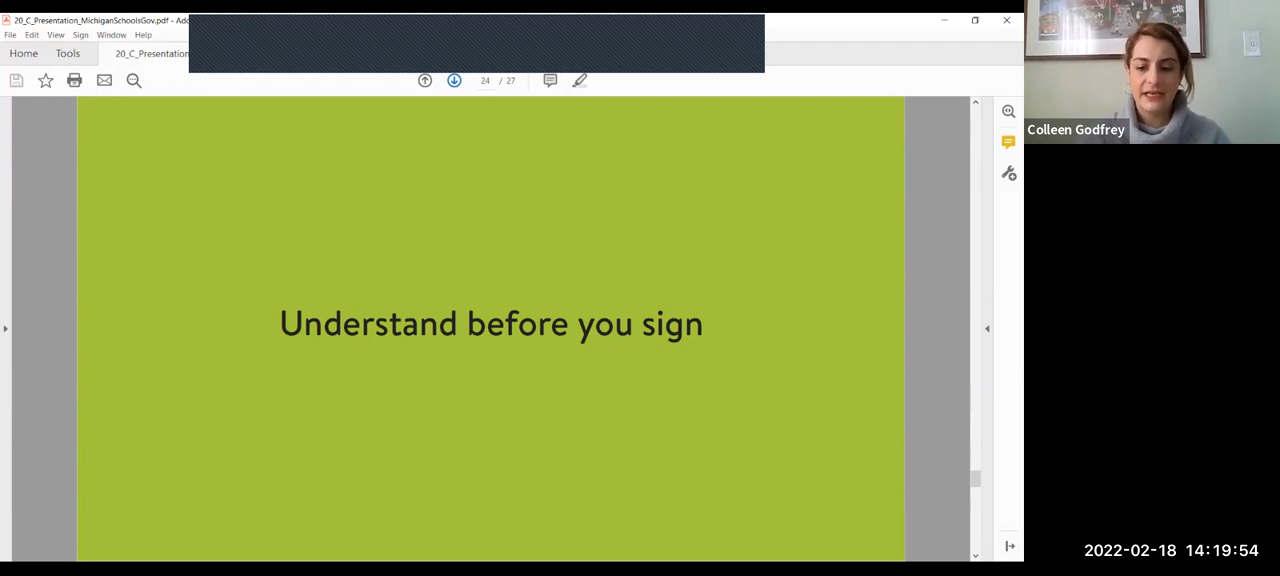 20_C_Presentation_MichiganSchoolsGov.pdf - Ado
File Edit View Sign Window Help
Home Tools 20_C_Presentation
24 / 27
Understand before you sign
Colleen Godfrey
2022-02-18 14:19:54